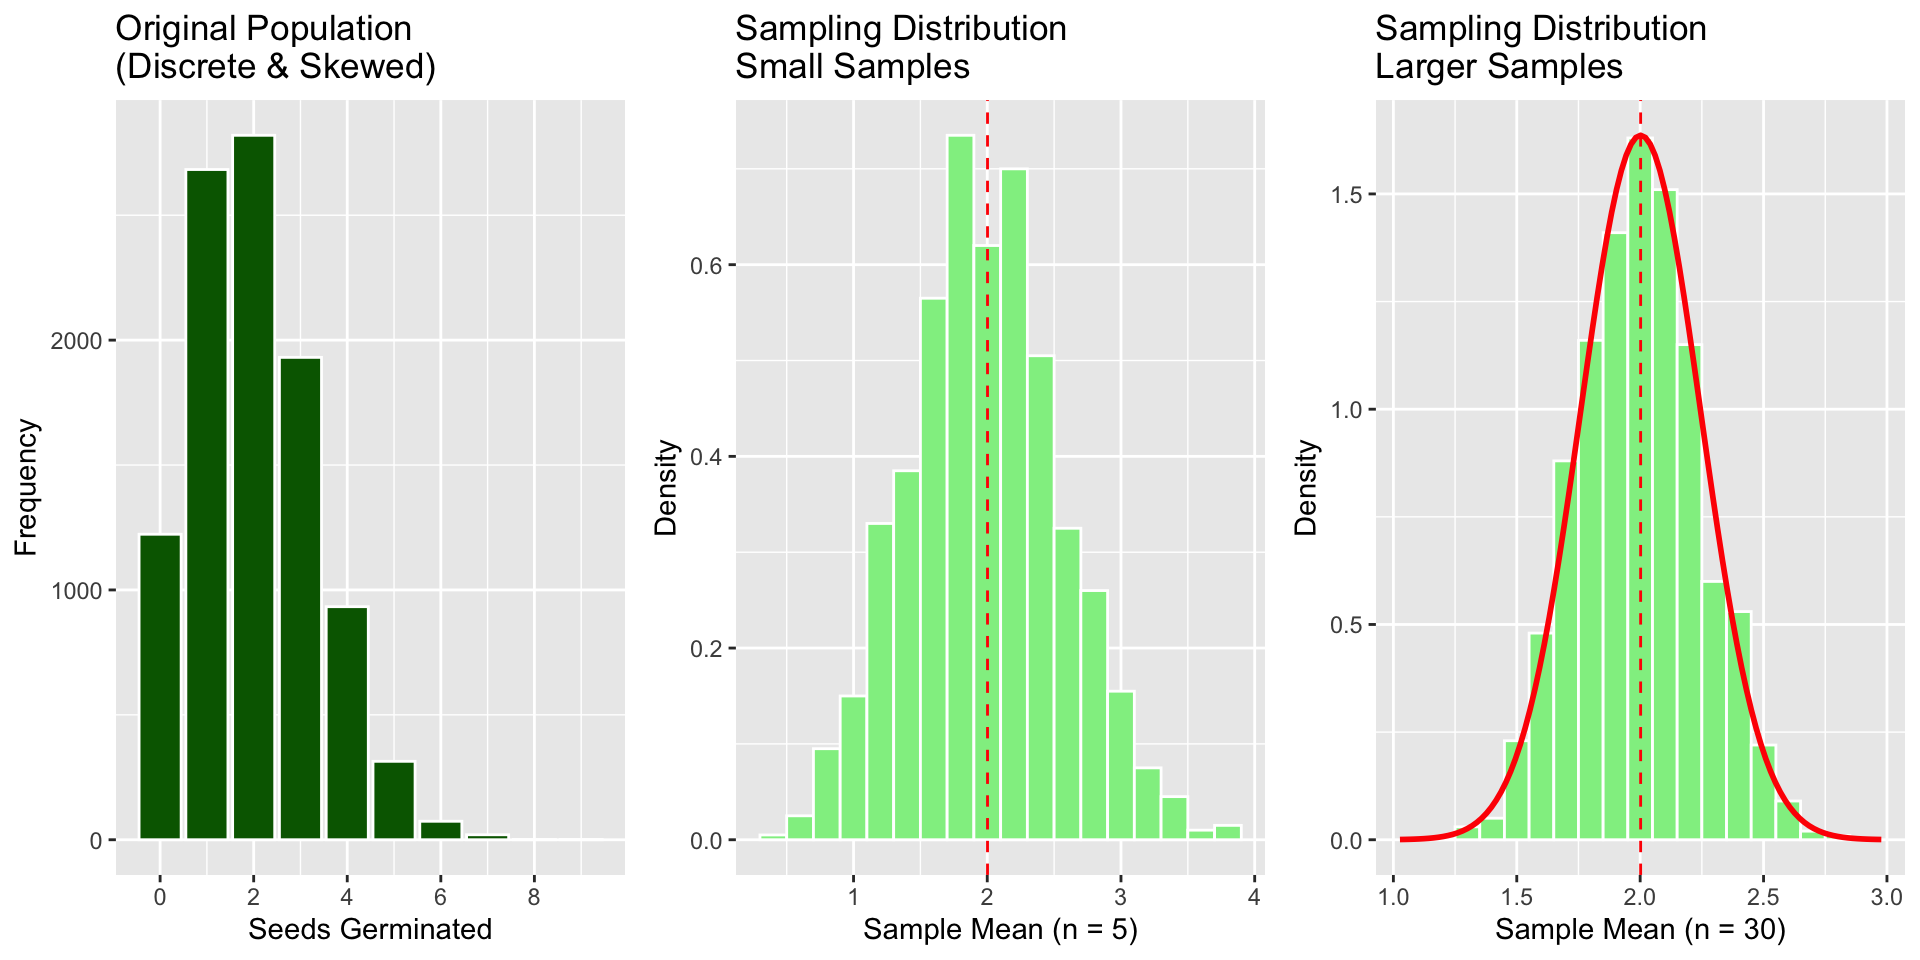 Original Population
(Discrete & Skewed)
Frequency
2000
1000
0
0 2 4 6 8
Seeds Germinated
Sampling Distribution
Small Samples
Density
0.6
0.4
0.2
0.0
1 2 3 4
Sample Mean (n = 5)
Sampling Distribution
Larger Samples
Density
1.5
1.0
0.5
0.0
1.0 1.5 2.0 2.5 3.0
Sample Mean (n = 30)